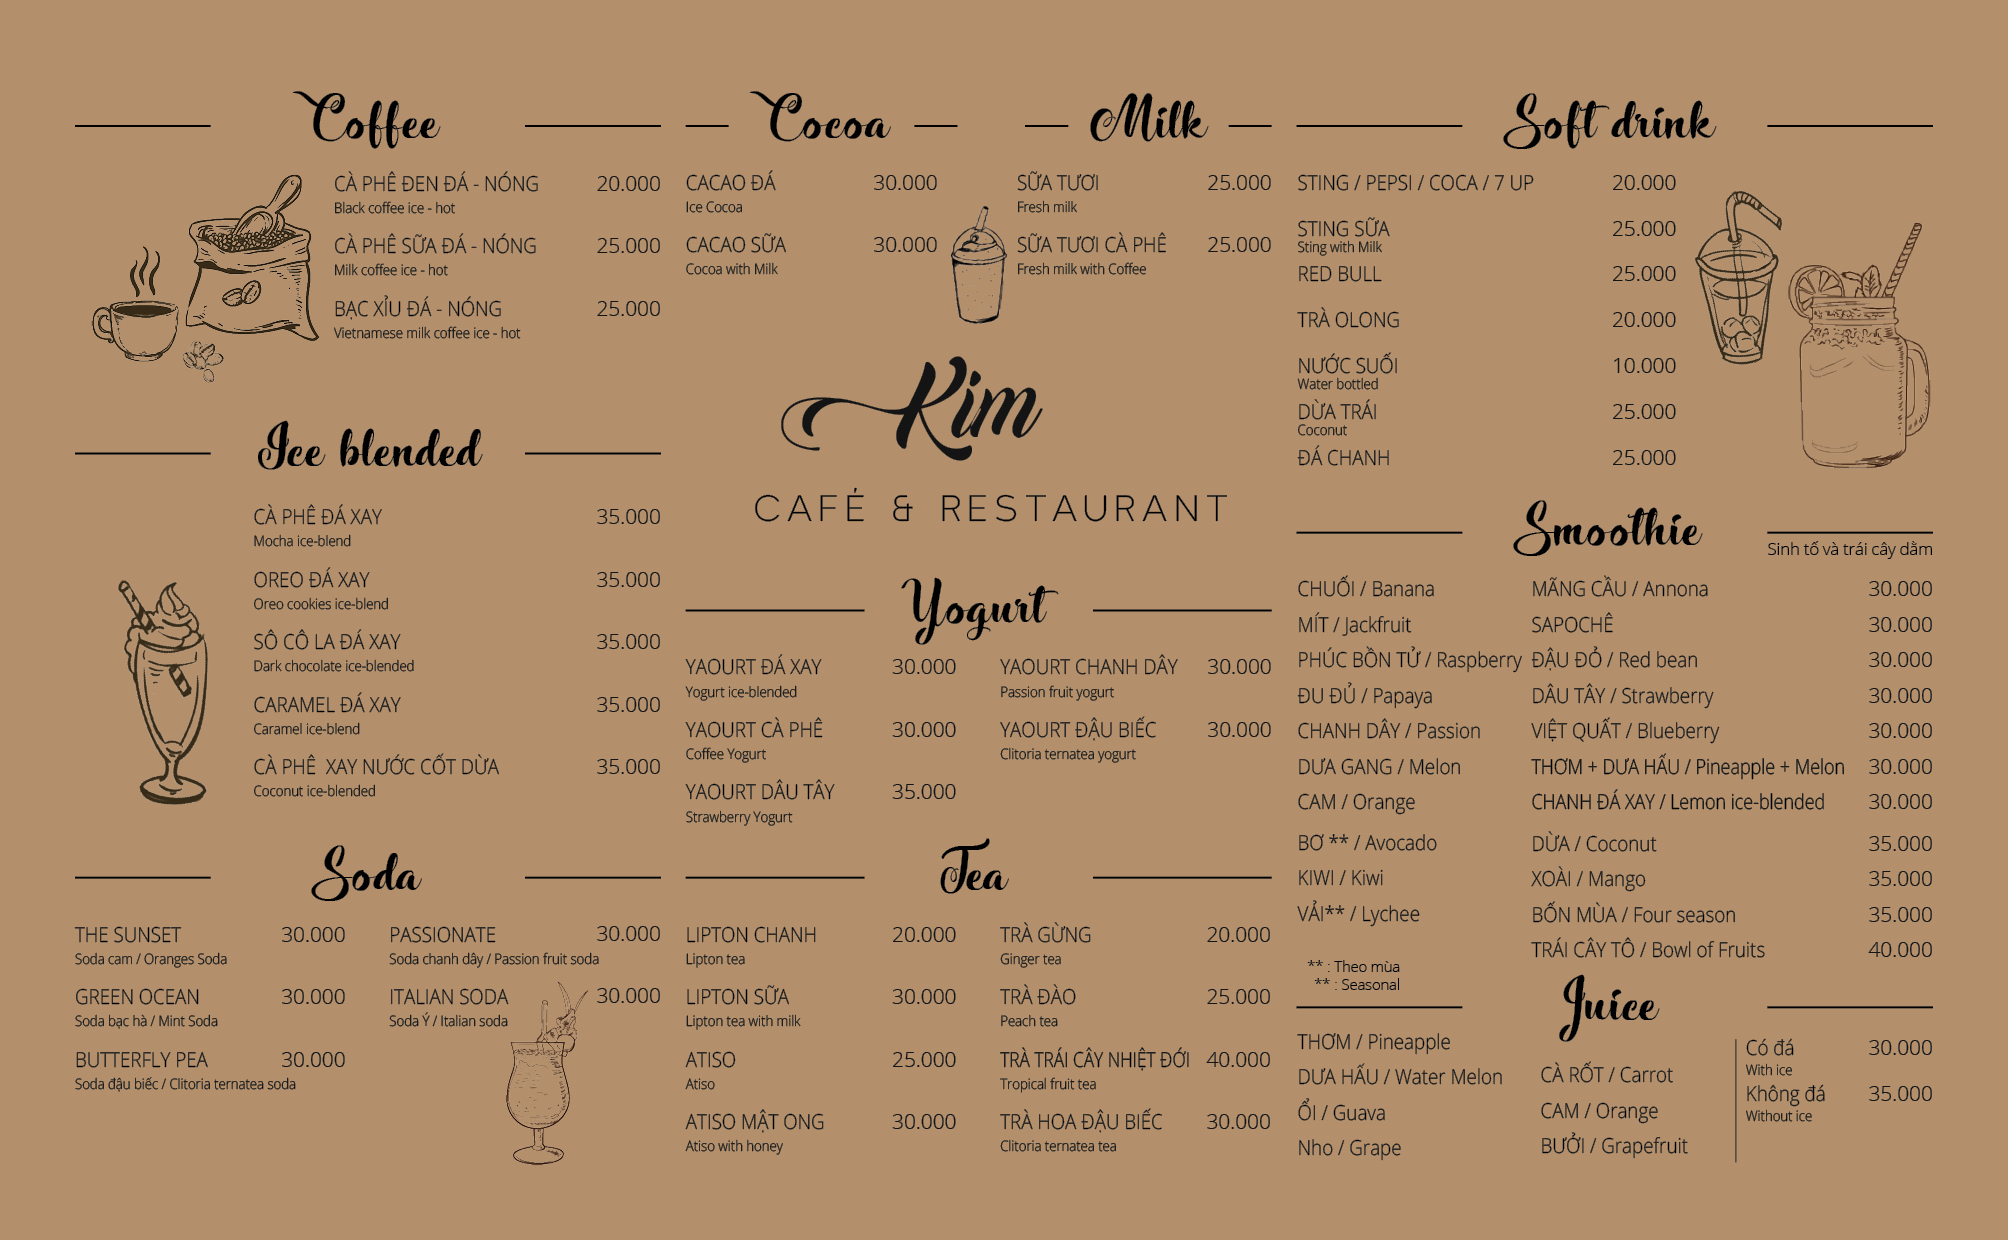 Coffee
CÀ PHÊ ĐEN ĐÁ - NÓNG 20.000
Black coffee ice - hot
CÀ PHÊ SỮA ĐÁ - NÓNG 25.000
Milk coffee ice - hot
BẠC XỈU ĐÁ - NÓNG 25.000
Vietnamese milk coffee ice - hot
Ice blended
CÀ PHÊ ĐÁ XAY 35.000
Mocha ice-blend
OREO ĐÁ XAY 35.000
Oreo cookies ice-blend
SÔ CÔ LA ĐÁ XAY 35.000
Dark chocolate ice-blended
CARAMEL ĐÁ XAY 35.000
Caramel ice-blend
CÀ PHÊ XAY NƯỚC CỐT DỪA 35.000
Coconut ice-blended
Soda
THE SUNSET 30.000
Soda cam / Oranges Soda
GREEN OCEAN 30.000
Soda bạc hà / Mint Soda
BUTTERFLY PEA 30.000
Soda đậu biếc / Clitoria ternatea soda
PASSIONATE 30.000
Soda chanh dây / Passion fruit soda
ITALIAN SODA 30.000
Soda Ý / Italian soda
Cocoa
CACAO ĐÁ 30.000
Ice Cocoa
CACAO SỮA 30.000
Cocoa with Milk
Milk
SỮA TƯƠI 25.000
Fresh milk
SỮA TƯƠI CÀ PHÊ 25.000
Fresh milk with Coffee
Kim
CAFÉ & RESTAURANT
Yogurt
YAOURT ĐÁ XAY 30.000
Yogurt ice-blended
YAOURT CÀ PHÊ 30.000
Coffee Yogurt
YAOURT DÂU TÂY 35.000
Strawberry Yogurt
YAOURT CHANH DÂY 30.000
Passion fruit yogurt
YAOURT ĐẬU BIẾC 30.000
Clitoria ternatea yogurt
Tea
LIPTON CHANH 20.000
Lipton tea
LIPTON SỮA 30.000
Lipton tea with milk
ATISO 25.000
Atiso
ATISO MẬT ONG 30.000
Atiso with honey
TRÀ GỪNG 20.000
Ginger tea
TRÀ ĐÀO 25.000
Peach tea
TRÀ TRÁI CÂY NHIỆT ĐỚI 40.000
Tropical fruit tea
TRÀ HOA ĐẬU BIẾC 30.000
Clitoria ternatea tea
Soft drink
STING / PEPSI / COCA / 7 UP 20.000
STING SỮA 25.000
Sting with Milk
RED BULL 25.000
TRÀ OLONG 20.000
NƯỚC SUỐI 10.000
Water bottled
DỪA TRÁI 25.000
Coconut
ĐÁ CHANH 25.000
Smoothie
Sinh tố và trái cây dằm
CHUỐI / Banana MÃNG CẦU / Annona 30.000
MÍT / Jackfruit SAPOCHÊ 30.000
PHÚC BỒN TỬ / Raspberry ĐẬU ĐỎ / Red bean 30.000
ĐU ĐỦ / Papaya DÂU TÂY / Strawberry 30.000
CHANH DÂY / Passion VIỆT QUẤT / Blueberry 30.000
DƯA GANG / Melon THƠM + DƯA HẤU / Pineapple + Melon 30.000
CAM / Orange CHANH ĐÁ XAY / Lemon ice-blended 30.000
BƠ ** / Avocado DỪA / Coconut 35.000
KIWI / Kiwi XOÀI / Mango 35.000
VẢI** / Lychee BỐN MÙA / Four season 35.000
TRÁI CÂY TÔ / Bowl of Fruits 40.000
** : Theo mùa
** : Seasonal
Juice
THƠM / Pineapple
DƯA HẤU / Water Melon
ỔI / Guava
Nho / Grape
CÀ RỐT / Carrot
CAM / Orange
BƯỞI / Grapefruit
Có đá 30.000
With ice
Không đá 35.000
Without ice